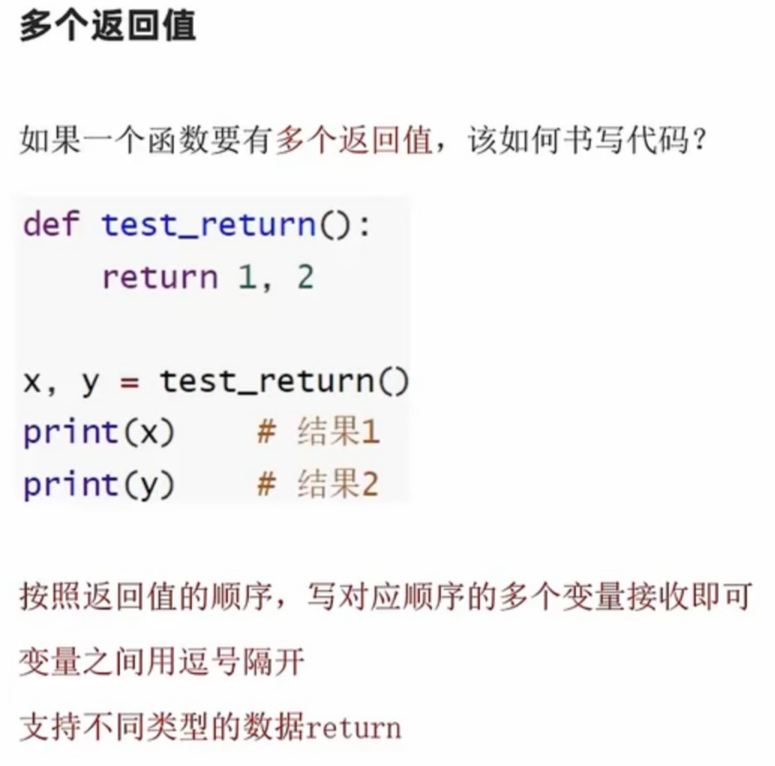 多个返回值
如果一个函数要有多个返回值，该如何书写代码？
def test_return():
    return 1, 2
x, y = test_return()
print(x)    # 结果1
print(y)    # 结果2
按照返回值的顺序，写对应顺序的多个变量接收即可
变量之间用逗号隔开
支持不同类型的数据return